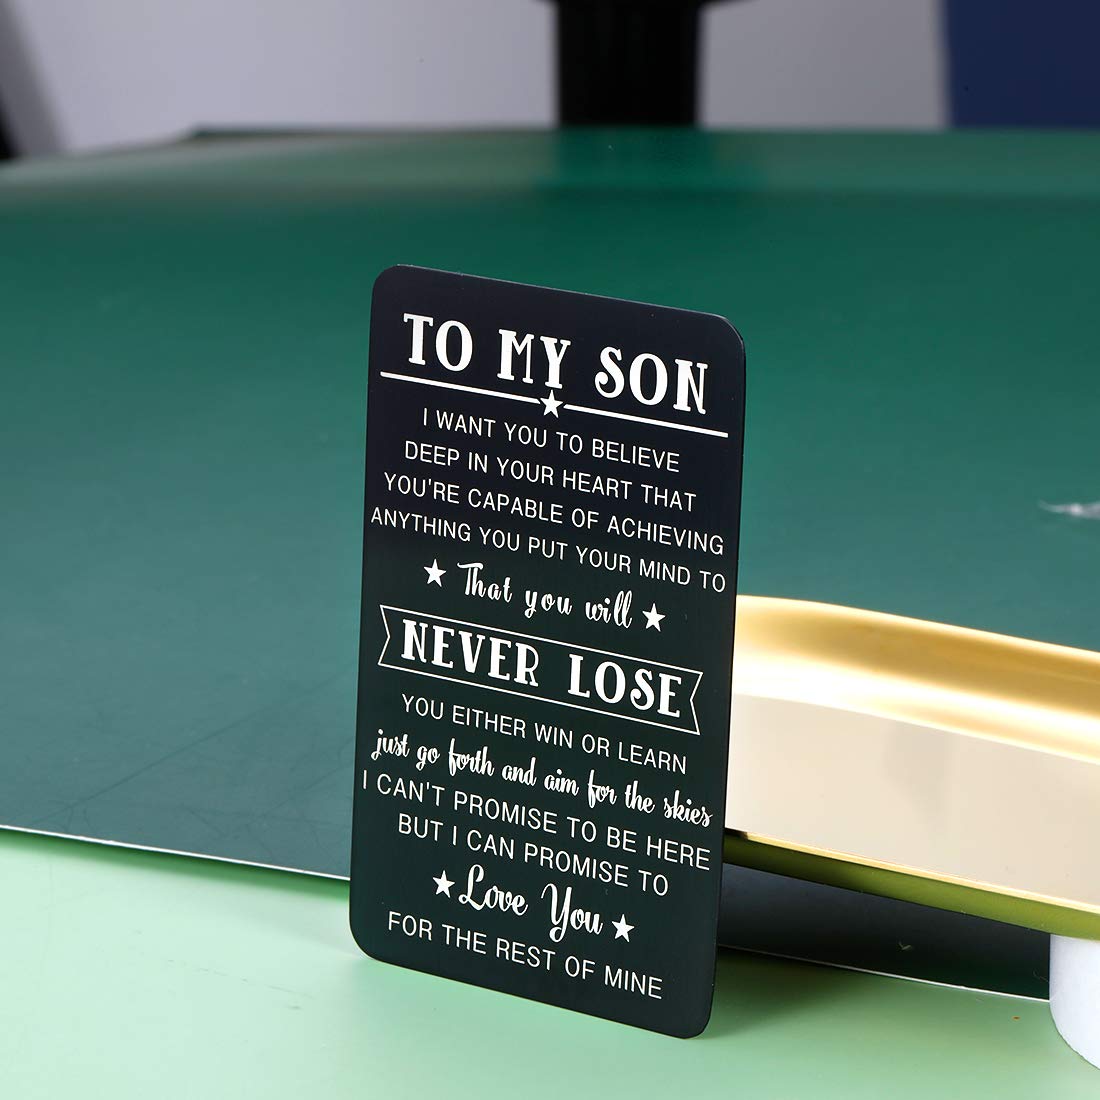 TO MY SON
I WANT YOU TO BELIEVE
DEEP IN YOUR HEART THAT
YOU'RE CAPABLE OF ACHIEVING
ANYTHING YOU PUT YOUR MIND TO
That you will
NEVER LOSE
YOU EITHER WIN OR LEARN
just go forth and aim for the skies
I CAN'T PROMISE TO BE HERE
BUT I CAN PROMISE TO
Love You
FOR THE REST OF MINE